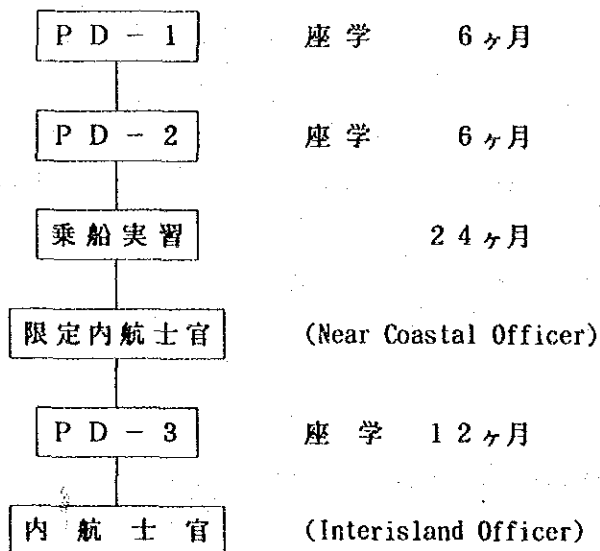 PD-1 座学 6ヶ月
PD-2 座学 6ヶ月
乗船実習 24ヶ月
限定内航士官 (Near Coastal Officer)
PD-3 座学 12ヶ月
内航士官 (Interisland Officer)